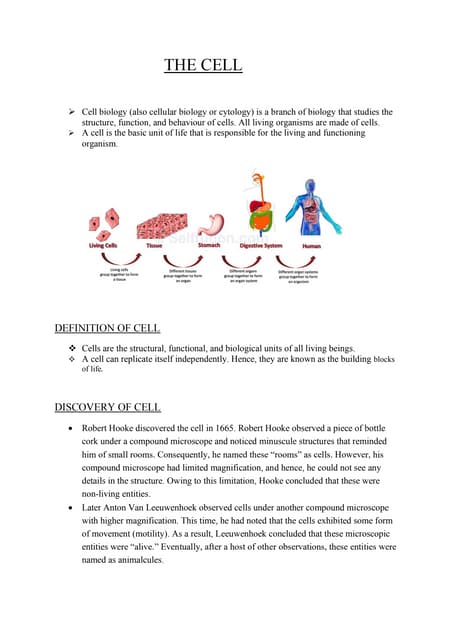 THE CELL
➢ Cell biology (also cellular biology or cytology) is a branch of biology that studies the
structure, function, and behaviour of cells. All living organisms are made of cells.
➢ A cell is the basic unit of life that is responsible for the living and functioning
organism.
Living Cells
Tissue
Stomach
Digestive System
Human
Living cells
group together to form
a tissue
Different tissues
group together to form
an organ
Different organs
group together to form
an organ system
Different organ systems
group together to form
an organism
DEFINITION OF CELL
❖ Cells are the structural, functional, and biological units of all living beings.
❖ A cell can replicate itself independently. Hence, they are known as the building blocks
of life.
DISCOVERY OF CELL
• Robert Hooke discovered the cell in 1665. Robert Hooke observed a piece of bottle
cork under a compound microscope and noticed minuscule structures that reminded
him of small rooms. Consequently, he named these “rooms” as cells. However, his
compound microscope had limited magnification, and hence, he could not see any
details in the structure. Owing to this limitation, Hooke concluded that these were
non-living entities.
• Later Anton Van Leeuwenhoek observed cells under another compound microscope
with higher magnification. This time, he had noted that the cells exhibited some form
of movement (motility). As a result, Leeuwenhoek concluded that these microscopic
entities were “alive.” Eventually, after a host of other observations, these entities were
named as animalcules.